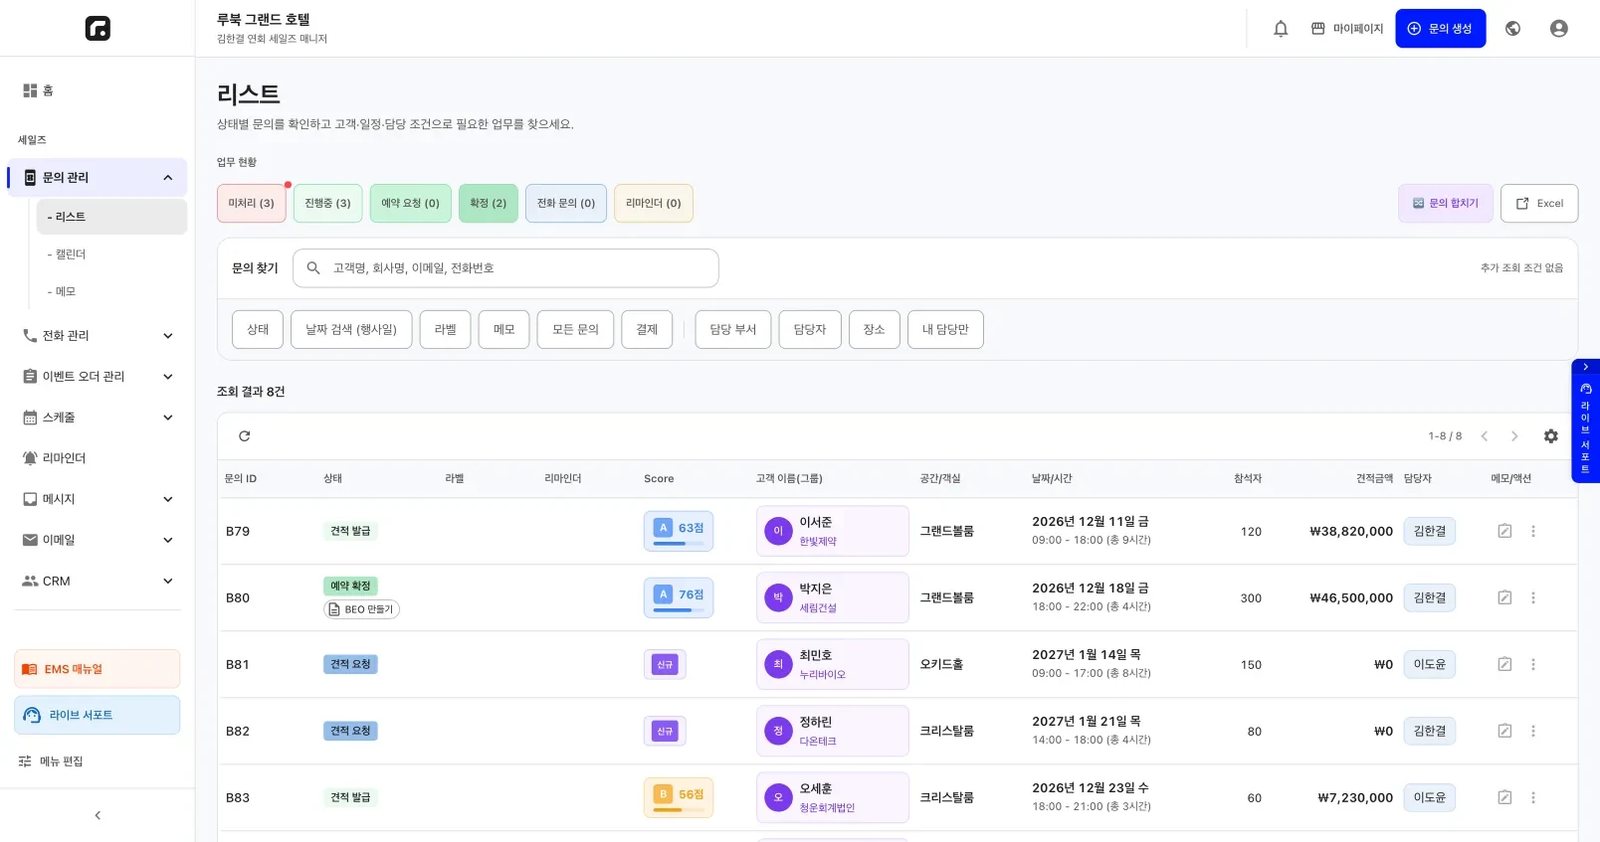 루북 그랜드 호텔
김한결 연회 세일즈 매니저
마이페이지
문의 생성
홈
세일즈
문의 관리
- 리스트
- 캘린더
- 메모
전화 관리
이벤트 오더 관리
스케줄
리마인더
메시지
이메일
CRM
EMS 매뉴얼
라이브 서포트
메뉴 편집
리스트
상태별 문의를 확인하고 고객·일정·담당 조건으로 필요한 업무를 찾으세요.
업무 현황
미처리 (3)
진행중 (3)
예약 요청 (0)
확정 (2)
전화 문의 (0)
리마인더 (0)
문의 합치기
Excel
문의 찾기
고객명, 회사명, 이메일, 전화번호
추가 조회 조건 없음
상태
날짜 검색 (행사일)
라벨
메모
모든 문의
결제
담당 부서
담당자
장소
내 담당만
라이브 서포트
조회 결과 8건
1-8 / 8
문의 ID 상태 라벨 리마인더 Score 고객 이름(그룹) 공간/객실 날짜/시간 참석자 견적금액 담당자 메모/액션
B79 견적 발급 A 63점 이 이서준 그랜드볼룸 2026년 12월 11일 금 120 ₩38,820,000 김한결
한빛제약 09:00 - 18:00 (총 9시간)
B80 예약 확정 A 76점 박 박지은 그랜드볼룸 2026년 12월 18일 금 300 ₩46,500,000 김한결
BEO 만들기 세림건설 18:00 - 22:00 (총 4시간)
B81 견적 요청 신규 최 최민호 오키드홀 2027년 1월 14일 목 150 ₩0 이도윤
누리바이오 09:00 - 17:00 (총 8시간)
B82 견적 요청 신규 정 정하린 크리스탈룸 2027년 1월 21일 목 80 ₩0 김한결
다온테크 14:00 - 18:00 (총 4시간)
B83 견적 발급 B 56점 오 오세훈 크리스탈룸 2026년 12월 23일 수 60 ₩7,230,000 이도윤
청운회계법인 18:00 - 21:00 (총 3시간)